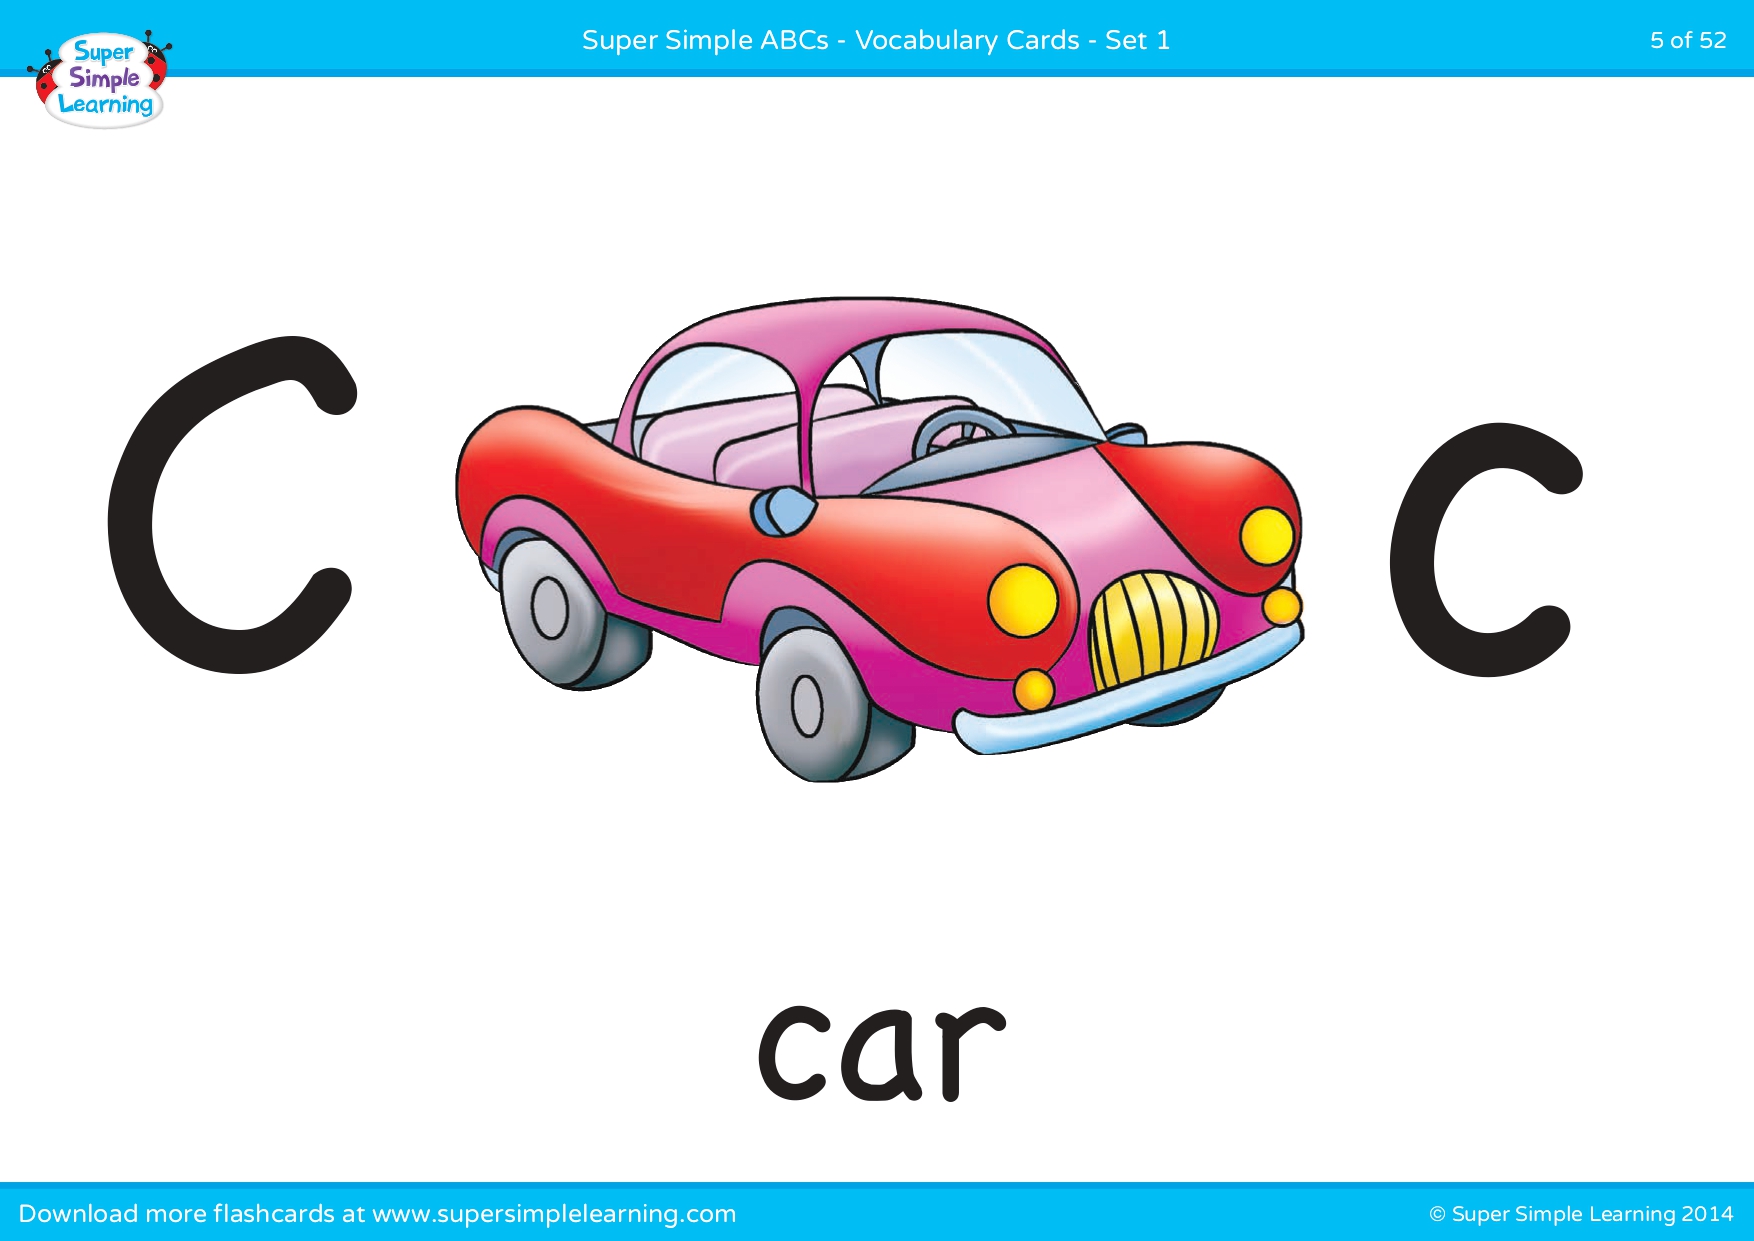 Super Simple ABCs - Vocabulary Cards - Set 1
5 of 52
Super
Simple
Learning
C
c
car
Download more flashcards at www.supersimplelearning.com
© Super Simple Learning 2014